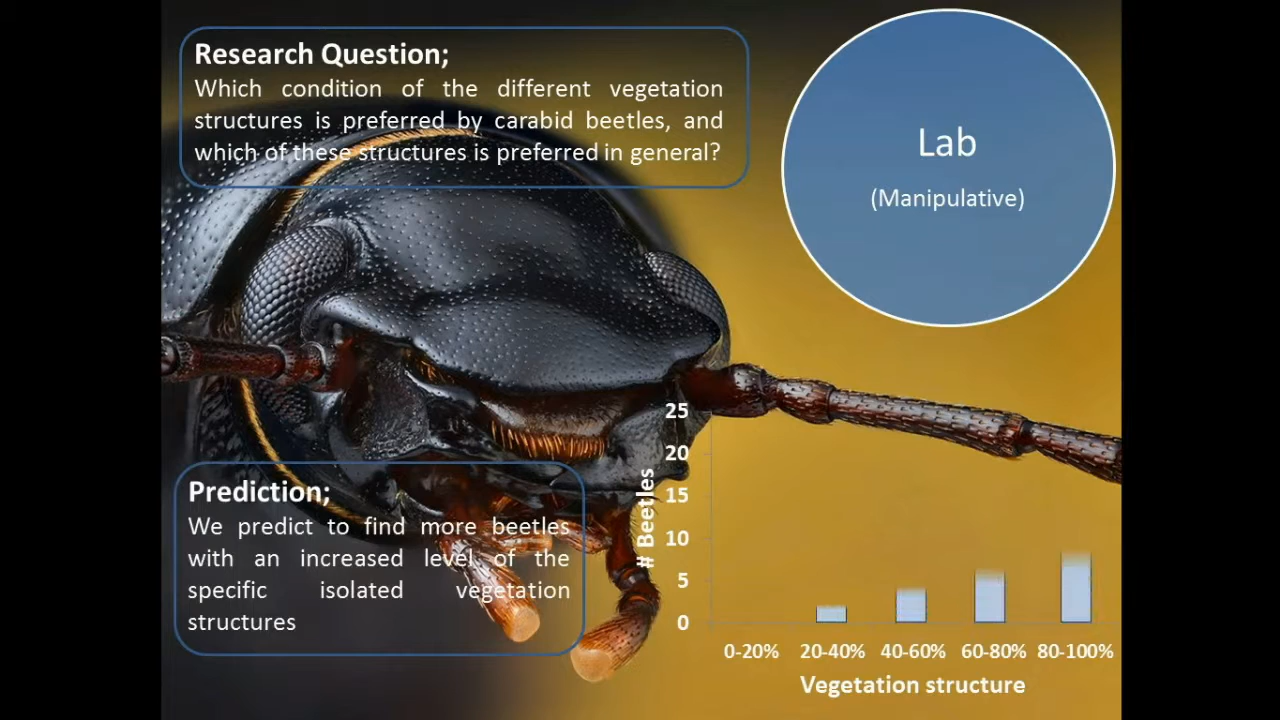 Research Question;
Which condition of the different vegetation
structures is preferred by carabid beetles, and
which of these structures is preferred in general?
Lab
(Manipulative)
Prediction;
We predict to find more beetles
with an increased level of the
specific isolated vegetation
structures
# Beetles
25
20
15
10
5
0
0-20% 20-40% 40-60% 60-80% 80-100%
Vegetation structure